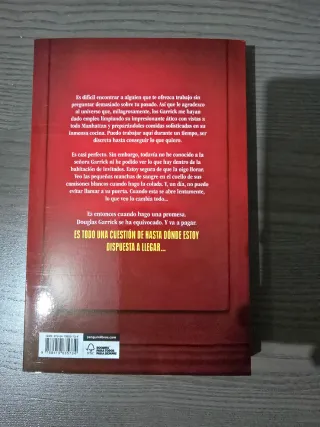 Es difícil encontrar a alguien que te ofrezca trabajo sin
preguntar demasiado sobre tu pasado. Así que le agradezco
al universo que, milagrosamente, los Garrick me hayan
dado empleo limpiando su impresionante ático con vistas a
todo Manhattan y preparándoles comidas sofisticadas en su
inmensa cocina. Puedo trabajar aquí durante un tiempo, ser
discreta hasta conseguir lo que quiero.
Es casi perfecto. Sin embargo, todavía no he conocido a la
señora Garrick ni he podido ver lo que hay dentro de la
habitación de invitados. Estoy segura de que la oigo llorar.
Veo las pequeñas manchas de sangre en el cuello de sus
camisones blancos cuando hago la colada. Y, un día, no puedo
evitar llamar a su puerta. Cuando esta se abre lentamente,
lo que veo lo cambia todo...
Es entonces cuando hago una promesa.
Douglas Garrick se ha equivocado. Y va a pagar.
ES TODO UNA CUESTIÓN DE HASTA DÓNDE ESTOY
DISPUESTA A LLEGAR...
penguinlibros.com
FSC